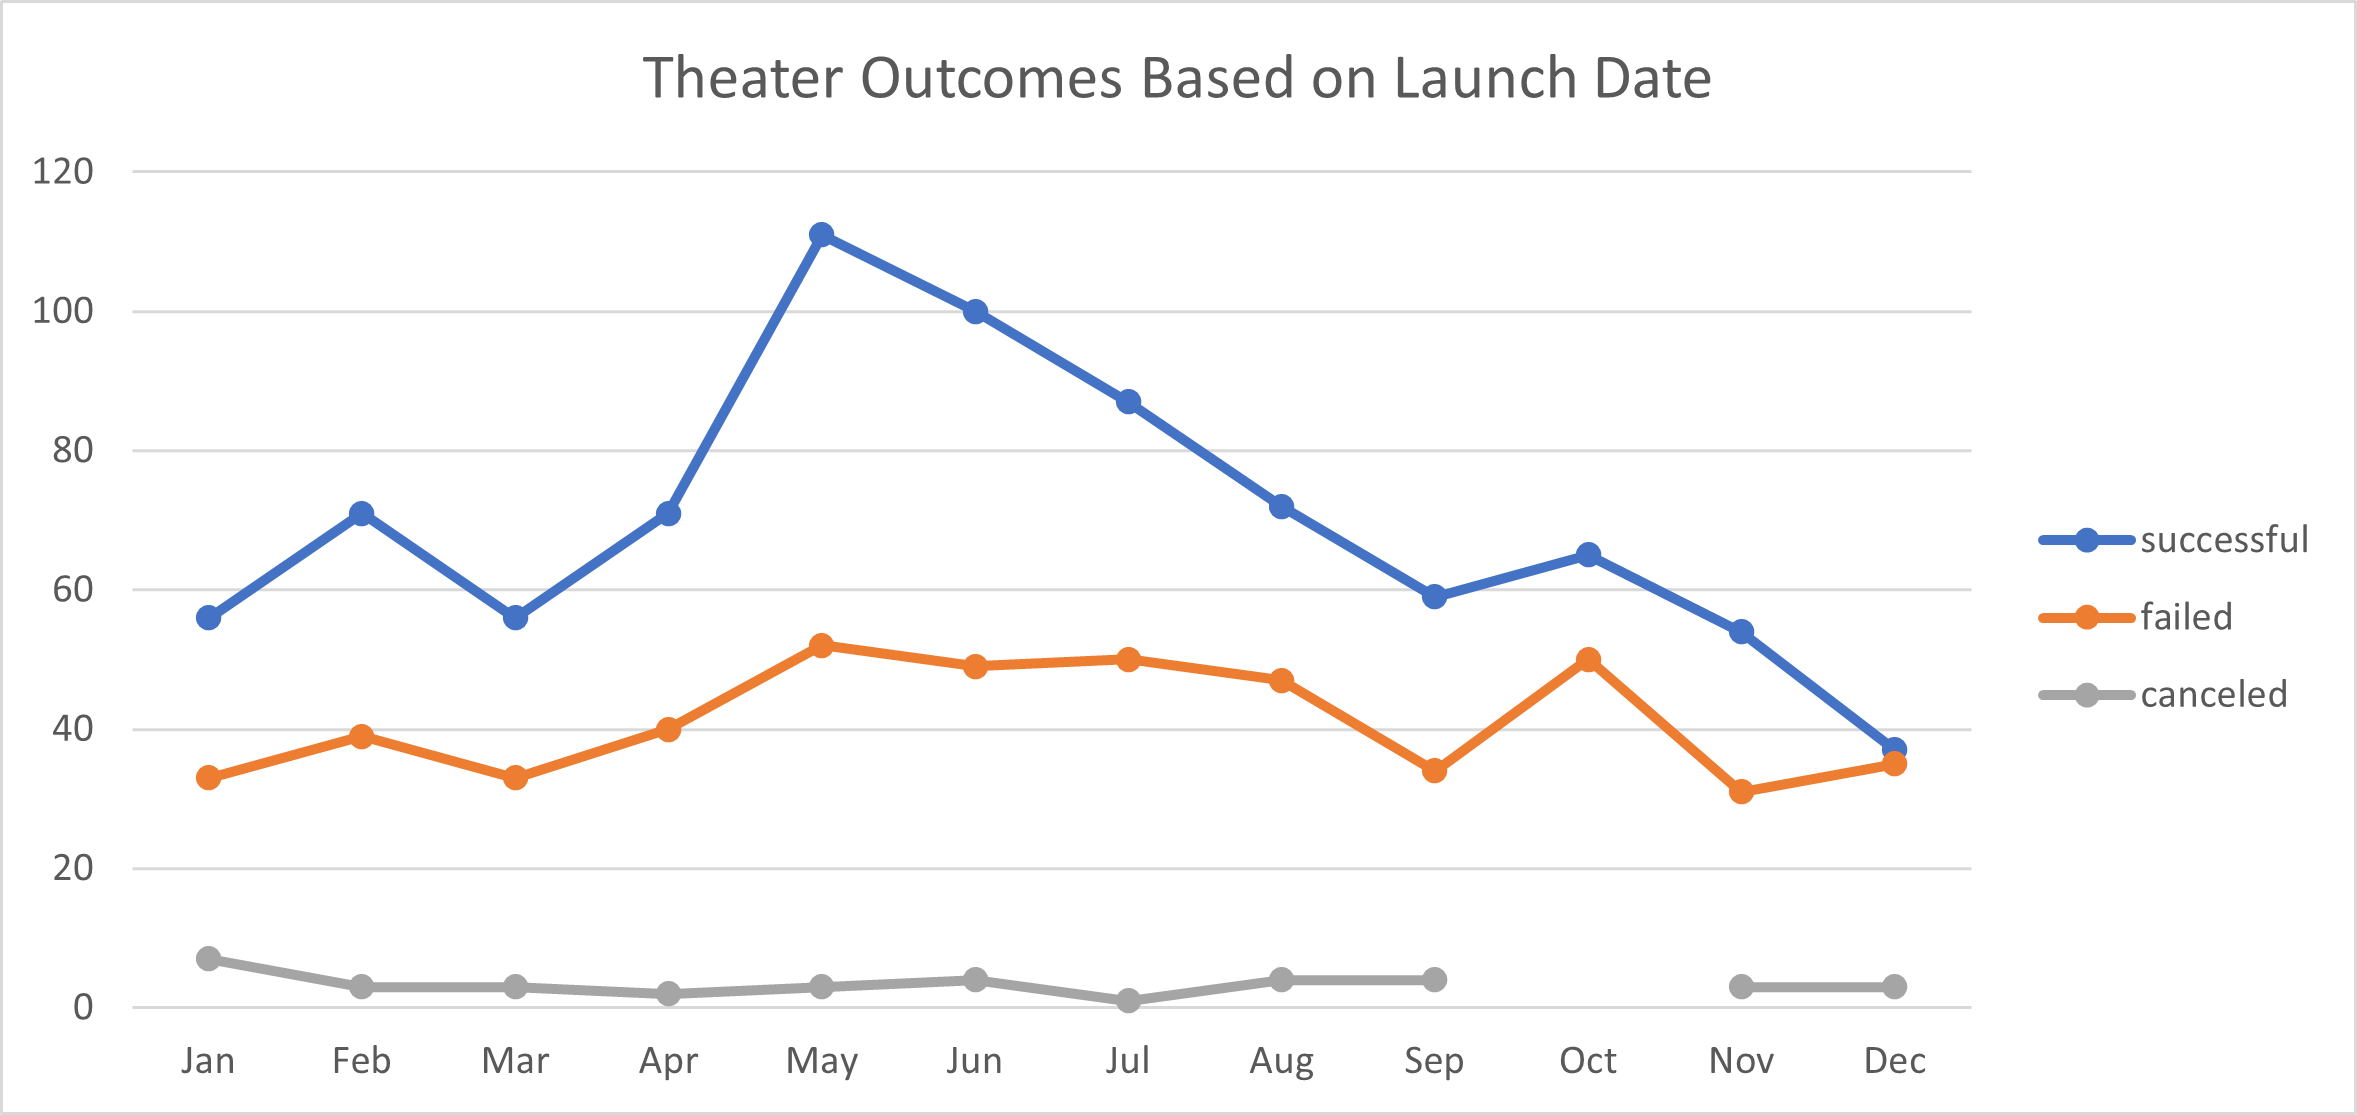 Theater Outcomes Based on Launch Date
120
100
80
60
40
20
0
Jan Feb Mar Apr May Jun Jul Aug Sep Oct Nov Dec
successful
failed
canceled